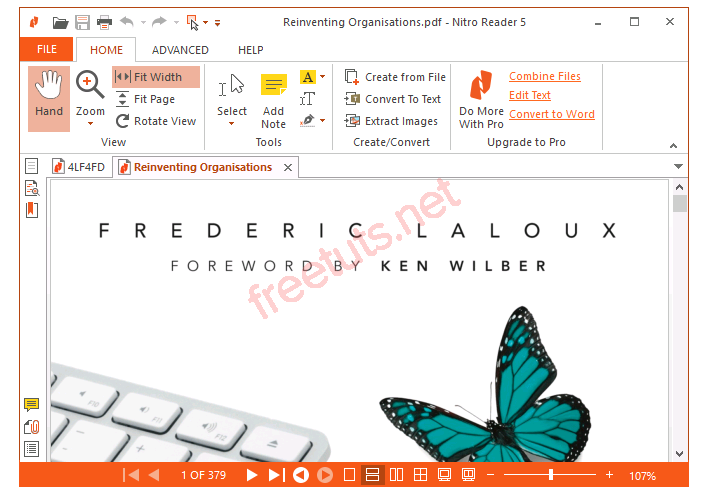 Reinventing Organisations.pdf - Nitro Reader 5
FILE HOME ADVANCED HELP
Hand
Zoom
Fit Width
Fit Page
Rotate View
View
Select
Add
Note
A
T
Tools
Create from File
Convert To Text
Extract Images
Create/Convert
Do More
With Pro
Combine Files
Edit Text
Convert to Word
Upgrade to Pro
4LF4FD
Reinventing Organisations
FREDERIC LALOUX
FOREWORD BY KEN WILBER
freetuts.net
F10
F11
F12
1 OF 379
107%